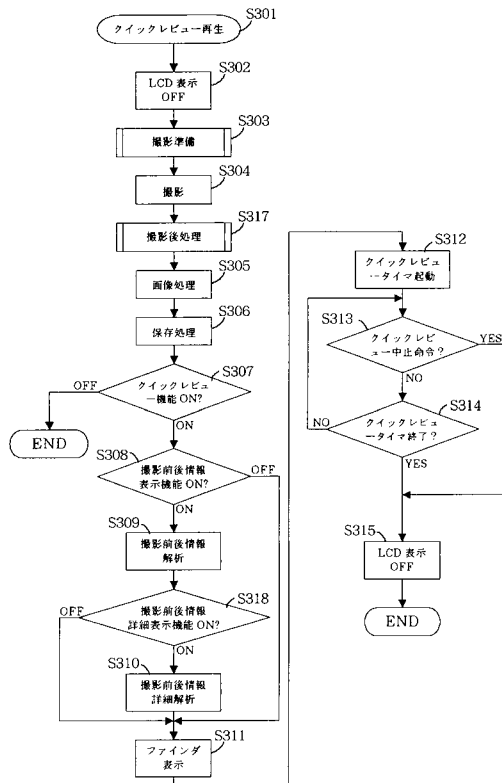 クイックレビュー再生
S301
LCD 表示
OFF
S302
撮影準備
S303
撮影
S304
撮影後処理
S317
画像処理
S305
保存処理
S306
クイックレビュ
ー機能 ON?
S307
OFF
ON
END
撮影前後情報
表示機能 ON?
S308
OFF
ON
撮影前後情報
解析
S309
撮影前後情報
詳細表示機能 ON?
S318
OFF
ON
撮影前後情報
詳細解析
S310
ファインダ
表示
S311
クイックレビュ
ータイマ起動
S312
クイックレビ
ュー中止命令?
S313
YES
NO
クイックレビュ
ータイマ終了?
S314
NO
YES
LCD 表示
OFF
S315
END